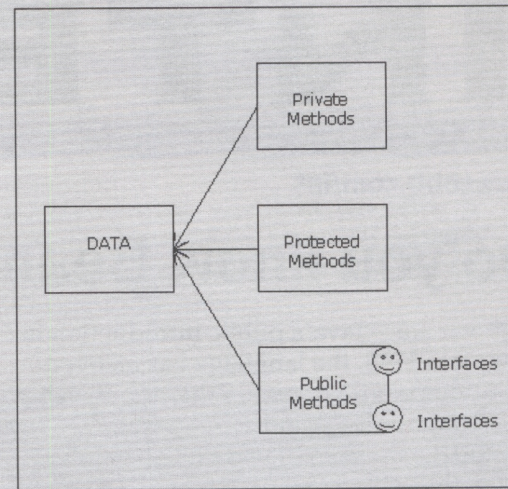 Private
Methods
DATA
Protected
Methods
Public
Methods
Interfaces
Interfaces